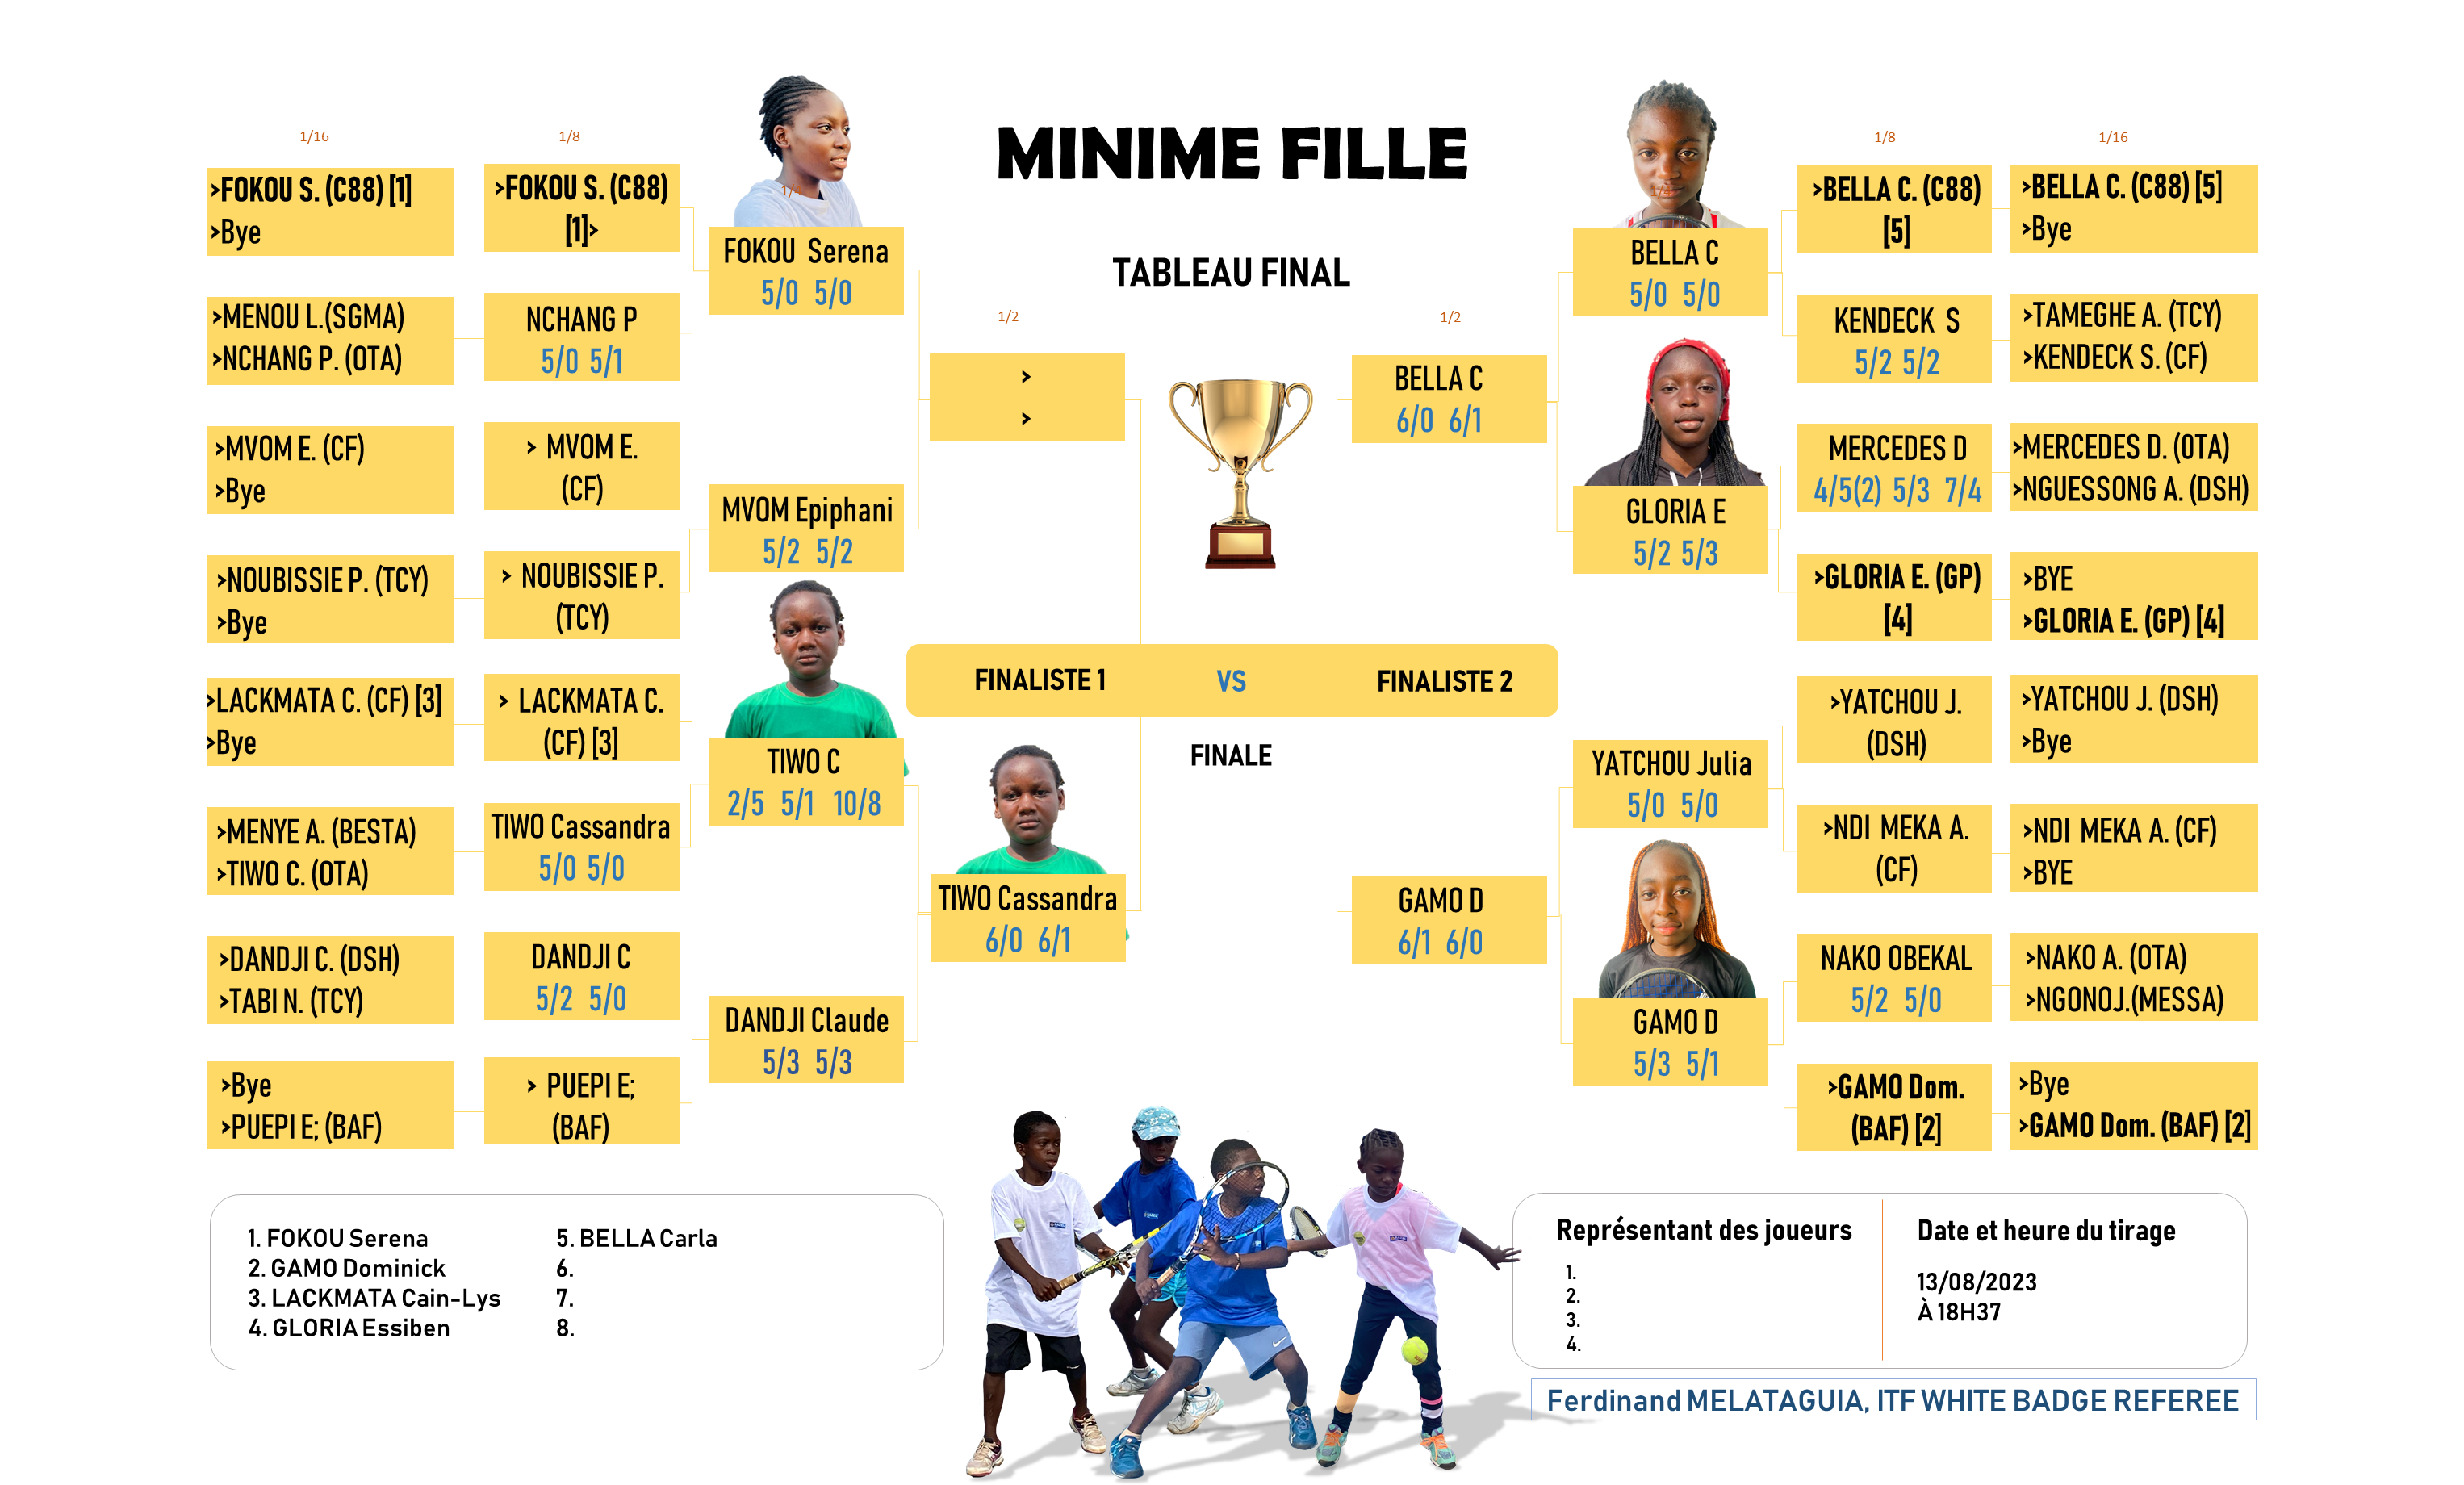 MINIME FILLE
TABLEAU FINAL
1/16
>FOKOU S. (C88) [1]
>Bye
>MENOU L.(SGMA)
>NCHANG P. (OTA)
>MVOM E. (CF)
>Bye
>NOUBISSIE P. (TCY)
>Bye
>LACKMATA C. (CF) [3]
>Bye
>MENYE A. (BESTA)
>TIWO C. (OTA)
>DANDJI C. (DSH)
>TABI N. (TCY)
>Bye
>PUEPI E; (BAF)
1/8
>FOKOU S. (C88)
[1]>
NCHANG P
5/0 5/1
> MVOM E.
(CF)
> NOUBISSIE P.
(TCY)
> LACKMATA C.
(CF) [3]
TIWO Cassandra
5/0 5/0
DANDJI C
5/2 5/0
> PUEPI E;
(BAF)
1/
FOKOU Serena
5/0 5/0
MVOM Epiphani
5/2 5/2
TIWO C
2/5 5/1 10/8
DANDJI Claude
5/3 5/3
1/2
>
>
TIWO Cassandra
6/0 6/1
FINALISTE 1 VS FINALISTE 2
FINALE
1/2
BELLA C
6/0 6/1
GAMO D
6/1 6/0
BELLA C
5/0 5/0
GLORIA E
5/2 5/3
YATCHOU Julia
5/0 5/0
GAMO D
5/3 5/1
1/8
>BELLA C. (C88)
[5]
KENDECK S
5/2 5/2
MERCEDES D
4/5(2) 5/3 7/4
>GLORIA E. (GP)
[4]
>YATCHOU J.
(DSH)
>NDI MEKA A.
(CF)
NAKO OBEKAL
5/2 5/0
>GAMO Dom.
(BAF) [2]
1/16
>BELLA C. (C88) [5]
>Bye
>TAMEGHE A. (TCY)
>KENDECK S. (CF)
>MERCEDES D. (OTA)
>NGUESSONG A. (DSH)
>BYE
>GLORIA E. (GP) [4]
>YATCHOU J. (DSH)
>Bye
>NDI MEKA A. (CF)
>BYE
>NAKO A. (OTA)
>NGONOJ.(MESSA)
>Bye
>GAMO Dom. (BAF) [2]
1. FOKOU Serena
2. GAMO Dominick
3. LACKMATA Cain-Lys
4. GLORIA Essiben
5. BELLA Carla
6.
7.
8.
Représentant des joueurs
1.
2.
3.
4.
Date et heure du tirage
13/08/2023
À 18H37
Ferdinand MELATAGUIA, ITF WHITE BADGE REFEREE